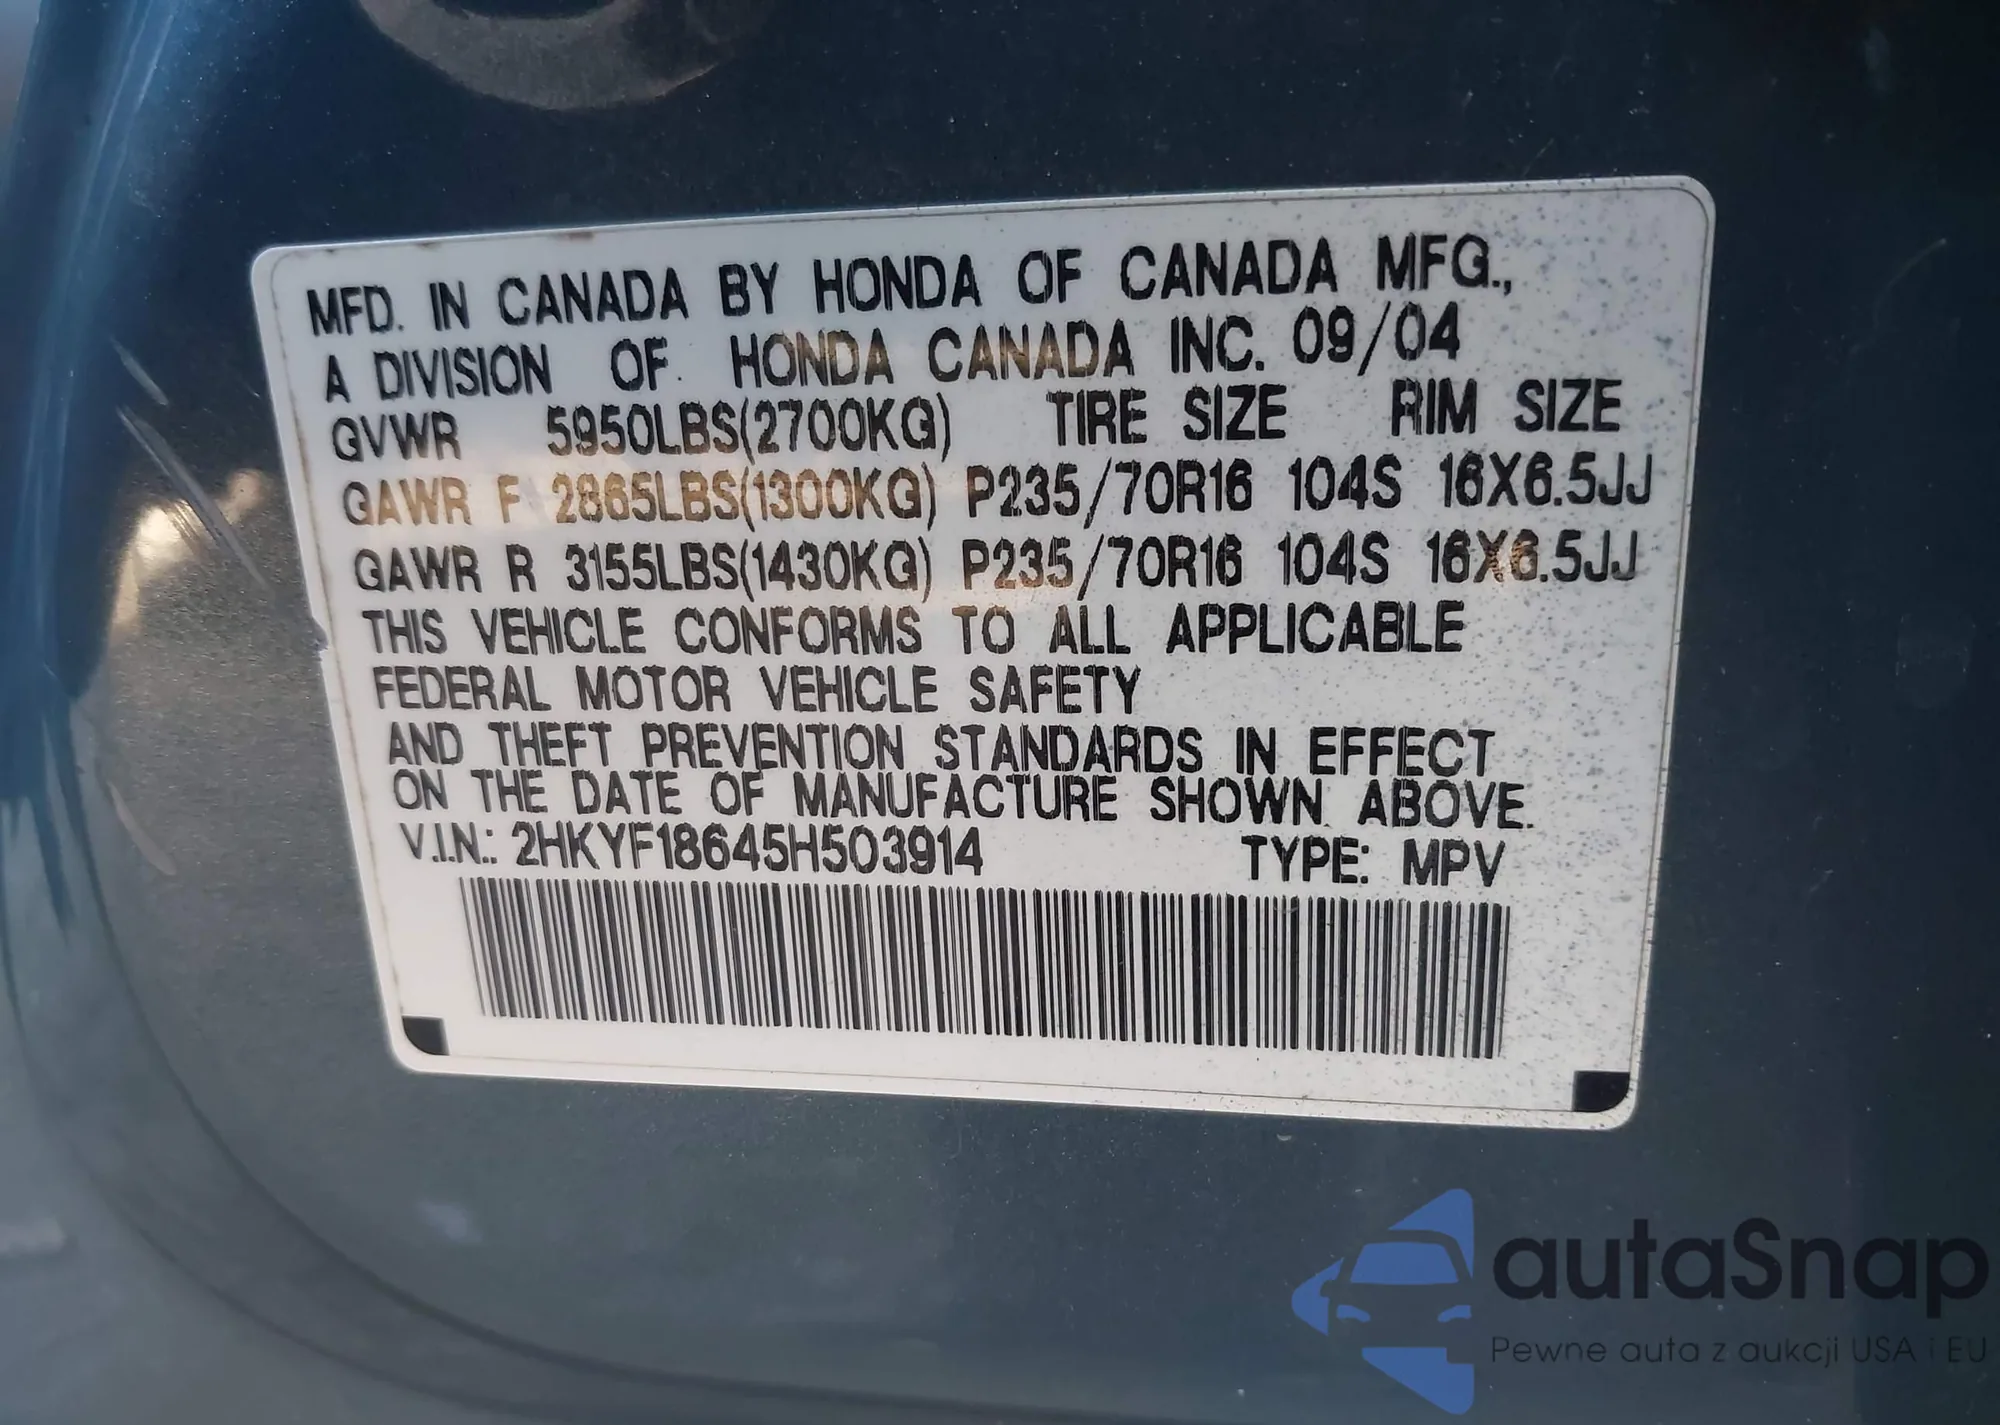 MFD. IN CANADA BY HONDA OF CANADA MFG.,
A DIVISION OF HONDA CANADA INC. 09/04
GVWR 5950LBS(2700KG) TIRE SIZE RIM SIZE
GAWR F 2865LBS(1300KG) P235/70R16 104S 16X6.5JJ
GAWR R 3155LBS(1430KG) P235/70R16 104S 16X6.5JJ
THIS VEHICLE CONFORMS TO ALL APPLICABLE
FEDERAL MOTOR VEHICLE SAFETY
AND THEFT PREVENTION STANDARDS IN EFFECT
ON THE DATE OF MANUFACTURE SHOWN ABOVE.
V.I.N.: 2HKYF18645H503914 TYPE: MPV
autaSnap
Pewne auta z aukcji USA i EU